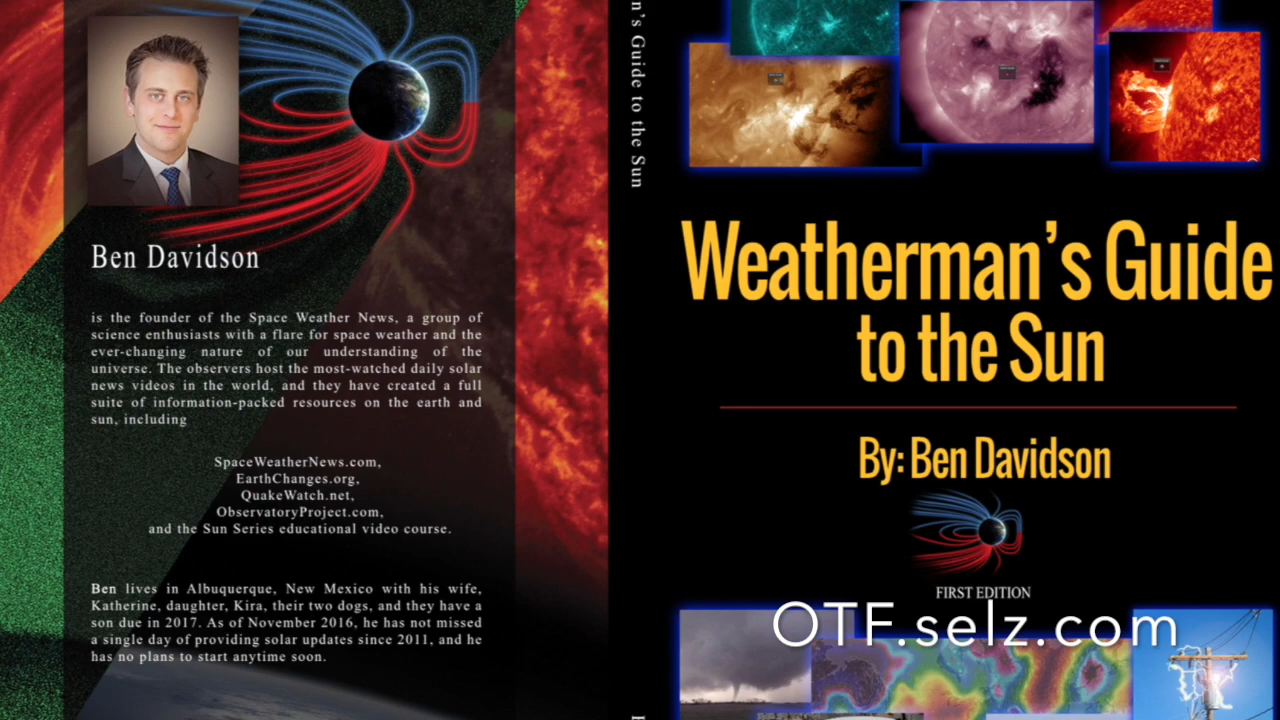 Ben Davidson
is the founder of the Space Weather News, a group of
science enthusiasts with a flare for space weather and the
ever-changing nature of our understanding of the
universe. The observers host the most-watched daily solar
news videos in the world, and they have created a full
suite of information-packed resources on the earth and
sun, including
SpaceWeatherNews.com,
EarthChanges.org,
QuakeWatch.net,
ObservatoryProject.com,
and the Sun Series educational video course.
Ben lives in Albuquerque, New Mexico with his wife,
Katherine, daughter, Kira, their two dogs, and they have a
son due in 2017. As of November 2016, he has not missed
a single day of providing solar updates since 2011, and he
has no plans to start anytime soon.
n's Guide to the Sun
Weatherman's Guide
to the Sun
By: Ben Davidson
FIRST EDITION
OTF.selz.com